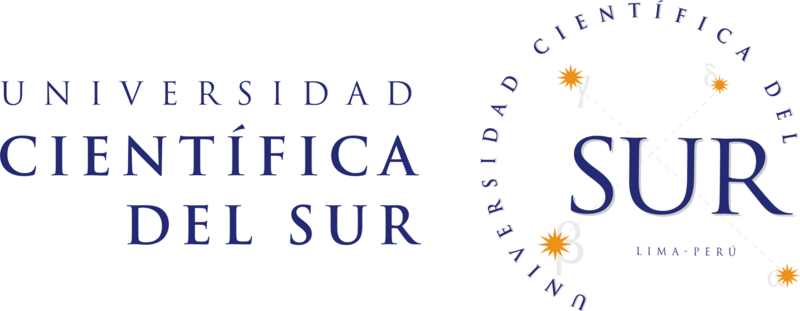 UNIVERSIDAD
CIENTÍFICA
DEL SUR
UNIVERSIDAD CIENTÍFICA DEL
γ
δ
SUR
β
LIMA-PERÚ
α